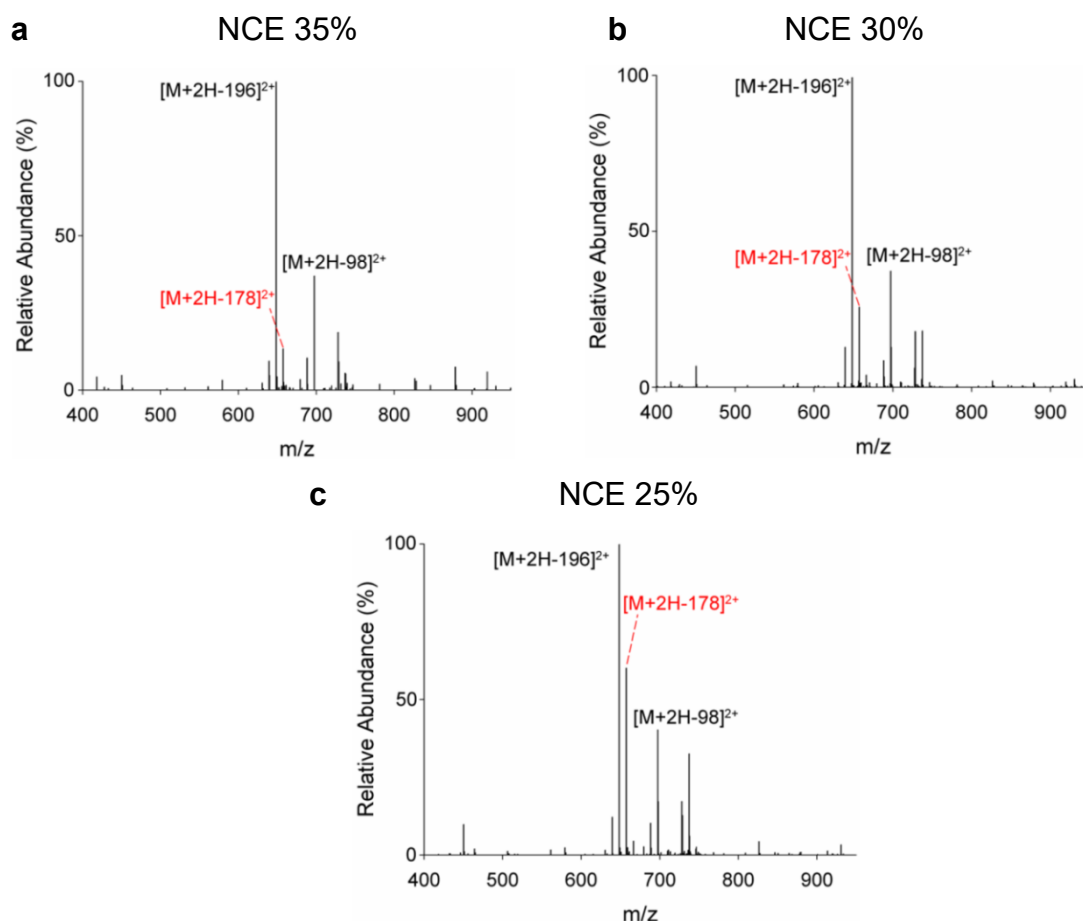 a NCE 35%
100
[M+2H-196]²⁺
50
[M+2H-98]²⁺
[M+2H-178]²⁺
0
400 500 600 700 800 900
Relative Abundance (%)
m/z
b NCE 30%
100
[M+2H-196]²⁺
50
[M+2H-178]²⁺ [M+2H-98]²⁺
0
400 500 600 700 800 900
Relative Abundance (%)
m/z
c NCE 25%
100
[M+2H-196]²⁺
[M+2H-178]²⁺
50
[M+2H-98]²⁺
0
400 500 600 700 800 900
Relative Abundance (%)
m/z